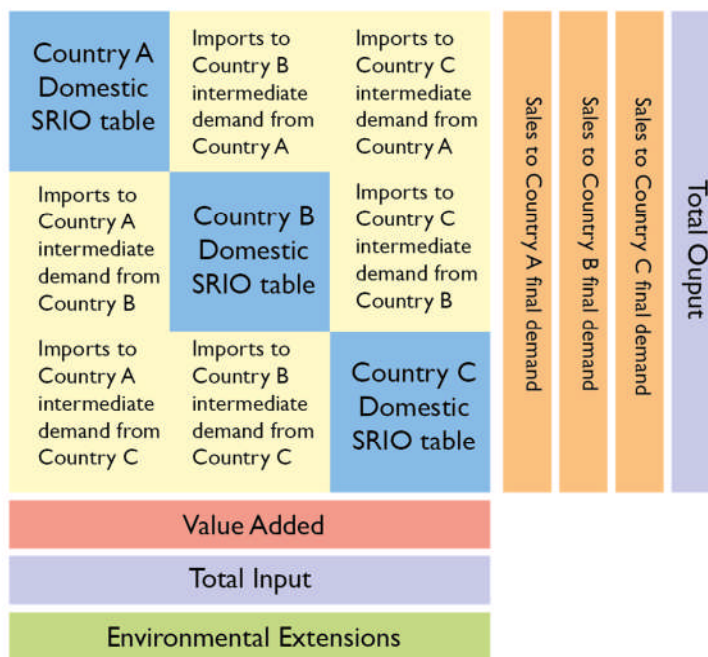 Country A
Domestic
SRIO table
Imports to
Country B
intermediate
demand from
Country A
Imports to
Country C
intermediate
demand from
Country A
Imports to
Country A
intermediate
demand from
Country B
Country B
Domestic
SRIO table
Imports to
Country C
intermediate
demand from
Country B
Imports to
Country A
intermediate
demand from
Country C
Imports to
Country B
intermediate
demand from
Country C
Country C
Domestic
SRIO table
Sales to Country A final demand
Sales to Country B final demand
Sales to Country C final demand
Total Ouput
Value Added
Total Input
Environmental Extensions